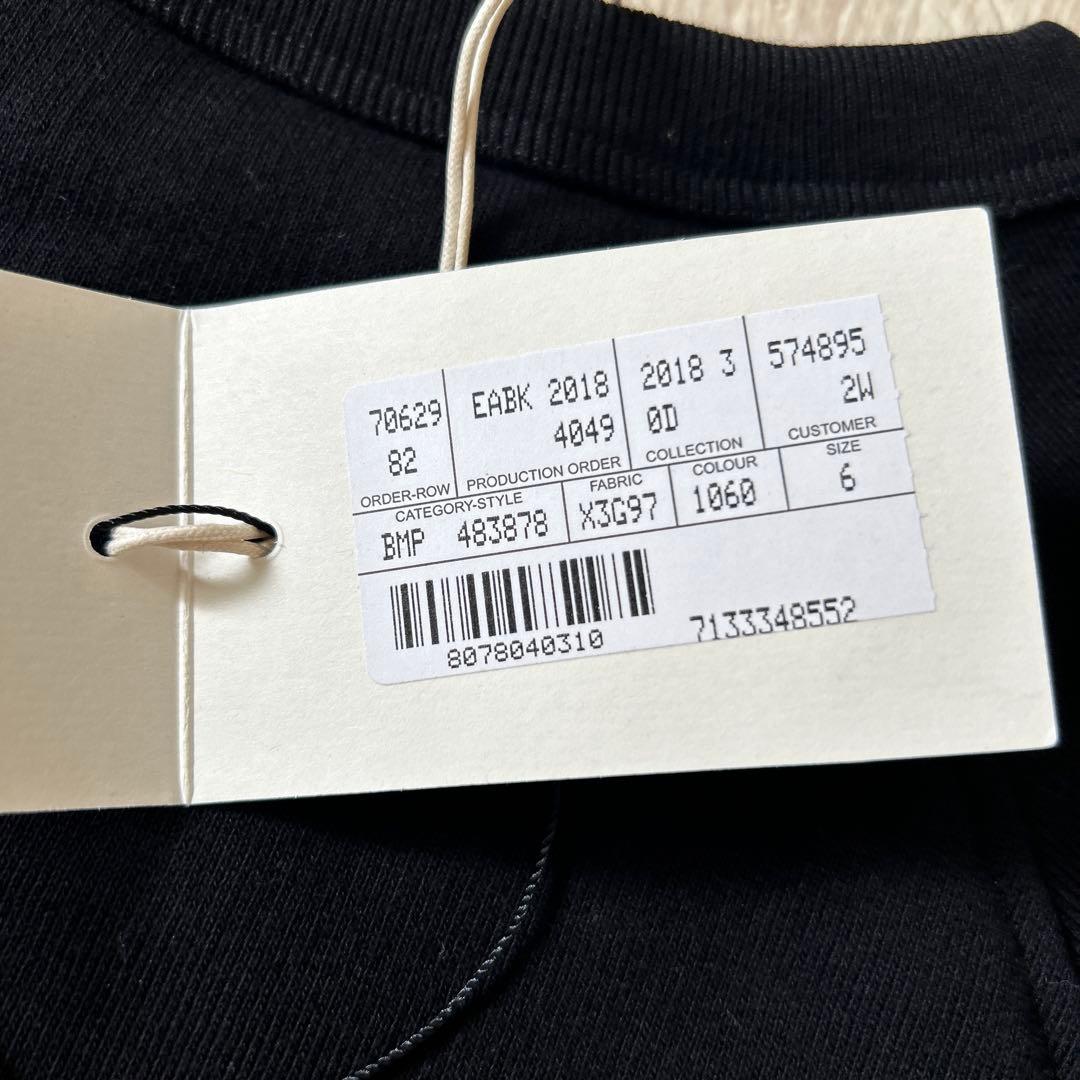 70629 EABK 2018 2018 3 574895
82 4049 0D 2W
ORDER-ROW PRODUCTION ORDER COLLECTION CUSTOMER
CATEGORY-STYLE FABRIC COLOUR SIZE
BMP 483878 X3G97 1060 6
8078040310 7133348552